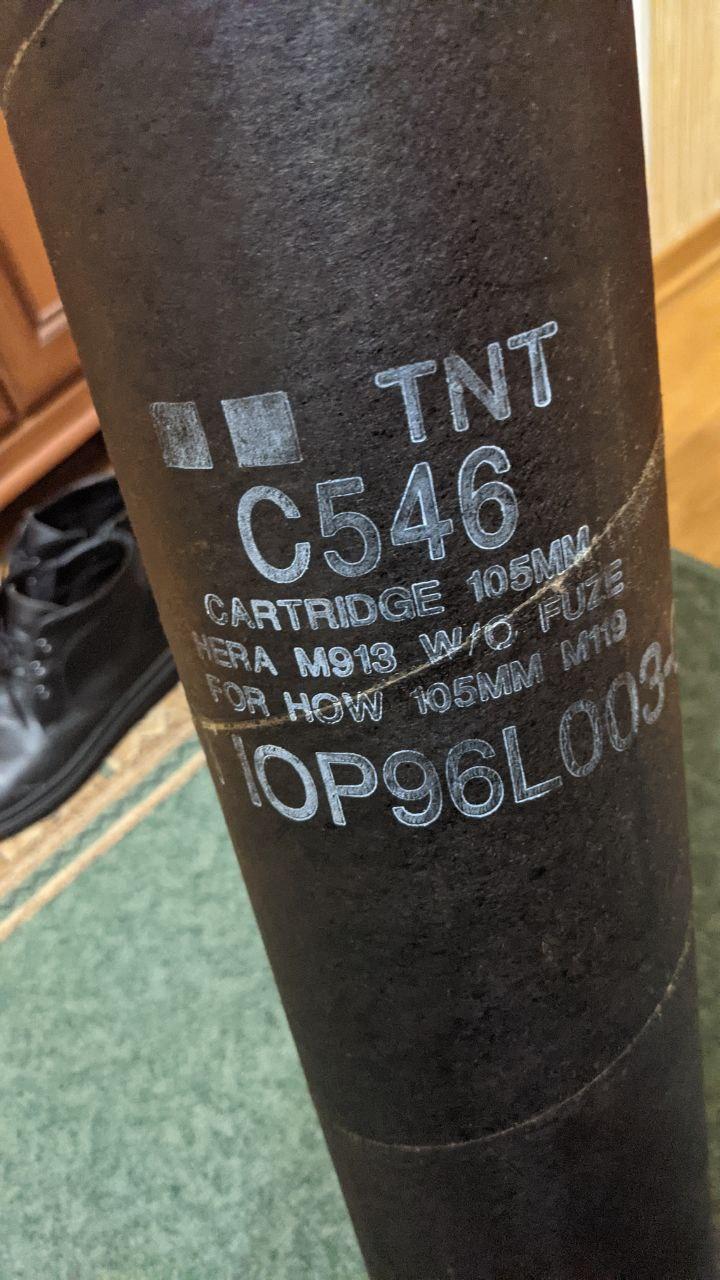 TNT
C546
CARTRIDGE 105MM
HERA M913 W/O FUZE
FOR HOW 105MM M119
IOP96L003-